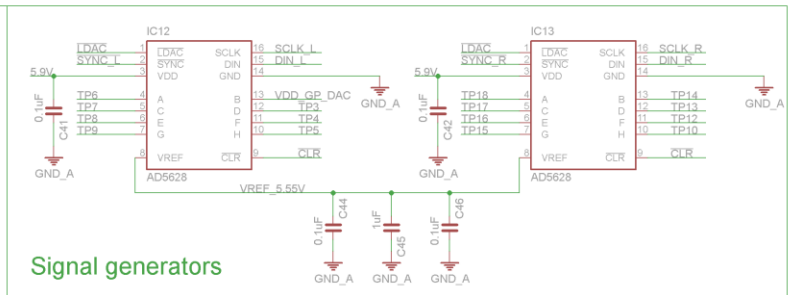 IC12
LDAC 1 LDAC SCLK 16 SCLK_L
SYNC_L 2 SYNC DIN 15 DIN_L
5.9V 3 VDD GND 14
GND_A
TP6 4 A B 13 VDD_GP_DAC
TP7 5 C D 12 TP3
TP8 6 E F 11 TP4
TP9 7 G H 10 TP5
8 VREF CLR 9 CLR
AD5628
0.1uF
C41
GND_A
IC13
LDAC 1 LDAC SCLK 16 SCLK_R
SYNC_R 2 SYNC DIN 15 DIN_R
5.9V 3 VDD GND 14
GND_A
TP18 4 A B 13 TP14
TP17 5 C D 12 TP13
TP16 6 E F 11 TP12
TP15 7 G H 10 TP10
8 VREF CLR 9 CLR
AD5628
0.1uF
C42
GND_A
VREF_5.55V
0.1uF
C44
GND_A
1uF
C45
GND_A
0.1uF
C46
GND_A
Signal generators